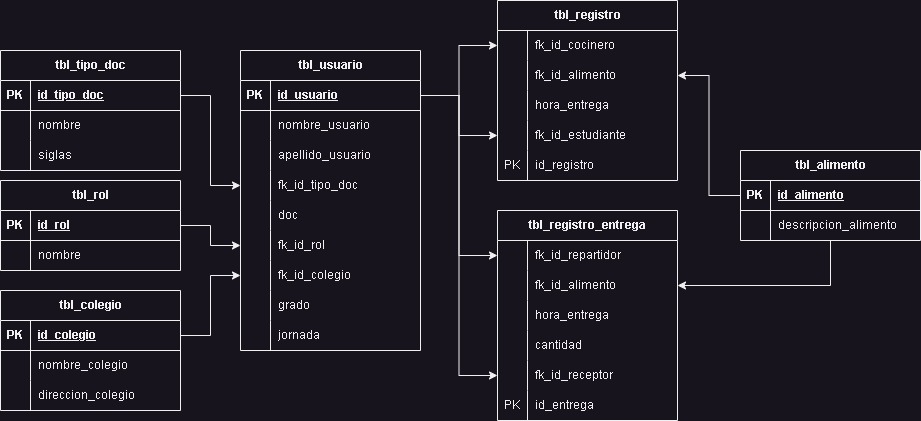 tbl_tipo_doc
PK id_tipo_doc
nombre
siglas
tbl_rol
PK id_rol
nombre
tbl_colegio
PK id_colegio
nombre_colegio
direccion_colegio
tbl_usuario
PK id_usuario
nombre_usuario
apellido_usuario
fk_id_tipo_doc
doc
fk_id_rol
fk_id_colegio
grado
jornada
tbl_registro
fk_id_cocinero
fk_id_alimento
hora_entrega
fk_id_estudiante
PK id_registro
tbl_registro_entrega
fk_id_repartidor
fk_id_alimento
hora_entrega
cantidad
fk_id_receptor
PK id_entrega
tbl_alimento
PK id_alimento
descripcion_alimento